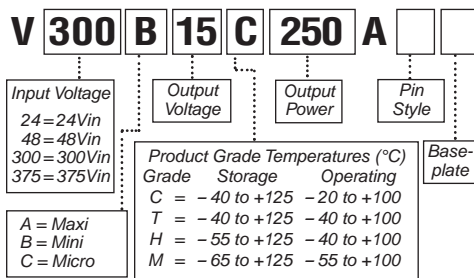 V 300 B 15 C 250 A
Input Voltage
24 = 24Vin
48 = 48Vin
300 = 300Vin
375 = 375Vin
Output
Voltage
Output
Power
Pin
Style
Base-
plate
Product Grade Temperatures (°C)
Grade Storage Operating
C = – 40 to +125 – 20 to +100
T = – 40 to +125 – 40 to +100
H = – 55 to +125 – 40 to +100
M = – 65 to +125 – 55 to +100
A = Maxi
B = Mini
C = Micro